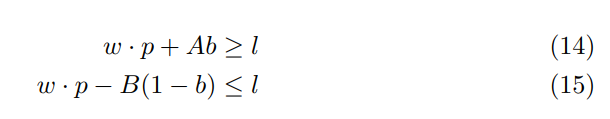 w · p + Ab ≥ l (14)
w · p − B(1 − b) ≤ l (15)